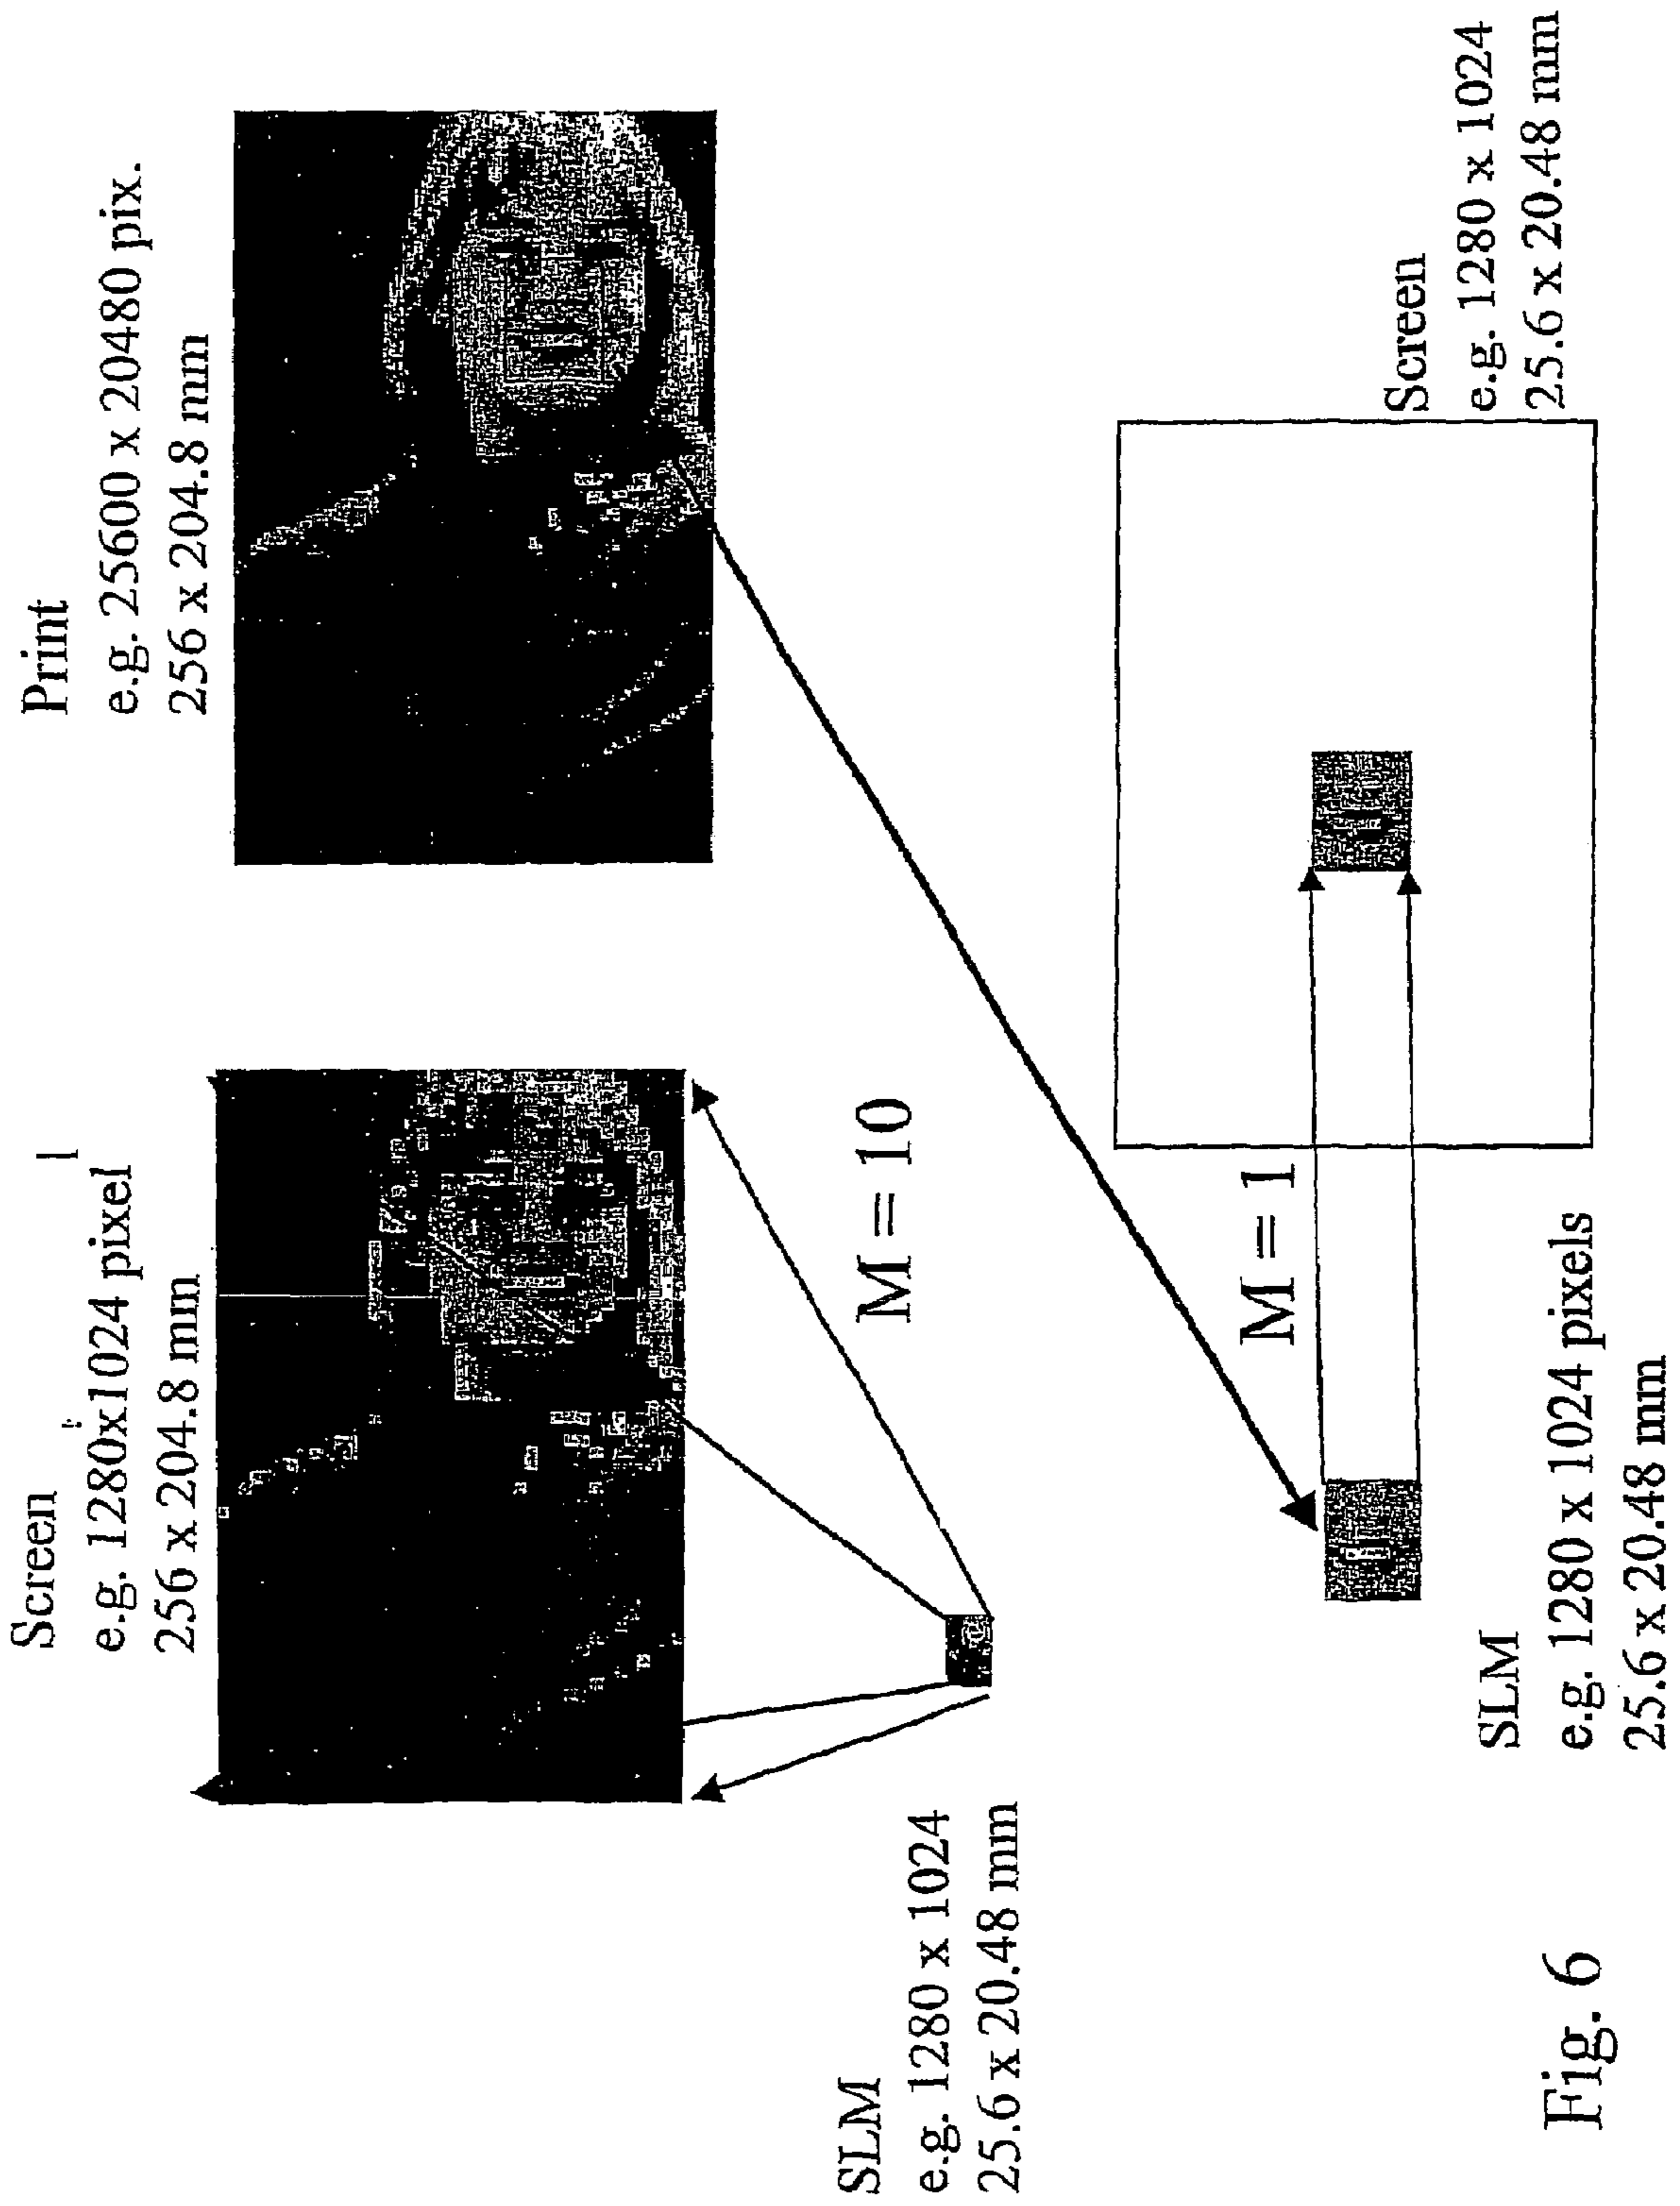 Screen
e.g. 1280x1024 pixel
256 x 204.8 mm
Print
e.g. 25600 x 20480 pix.
256 x 204.8 mm
SLM
e.g. 1280 x 1024
25.6 x 20.48 mm
M = 10
M = 1
SLM
e.g. 1280 x 1024 pixels
25.6 x 20.48 mm
Screen
e.g. 1280 x 1024
25.6 x 20.48 mm
Fig. 6